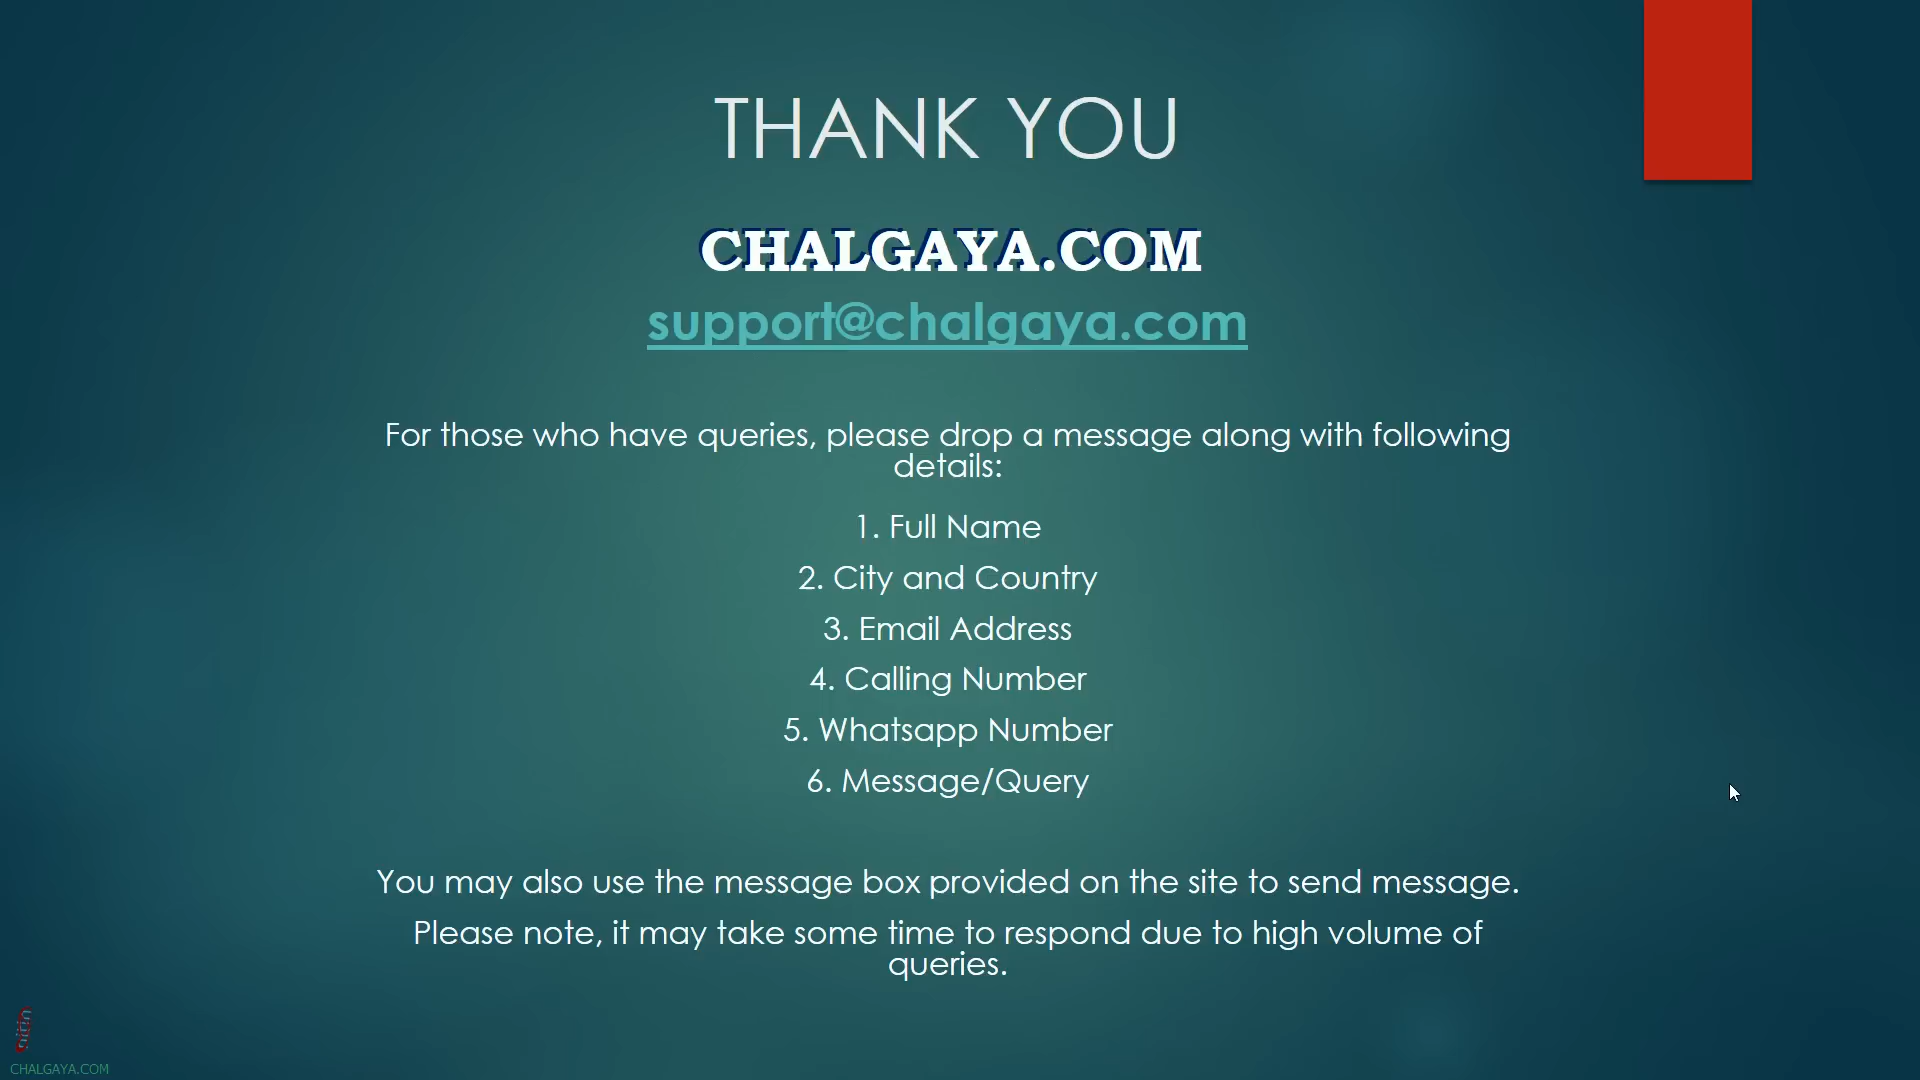 THANK YOU
CHALGAYA.COM
support@chalgaya.com
For those who have queries, please drop a message along with following
details:
1. Full Name
2. City and Country
3. Email Address
4. Calling Number
5. Whatsapp Number
6. Message/Query
You may also use the message box provided on the site to send message.
Please note, it may take some time to respond due to high volume of
queries.
CHALGAYA.COM